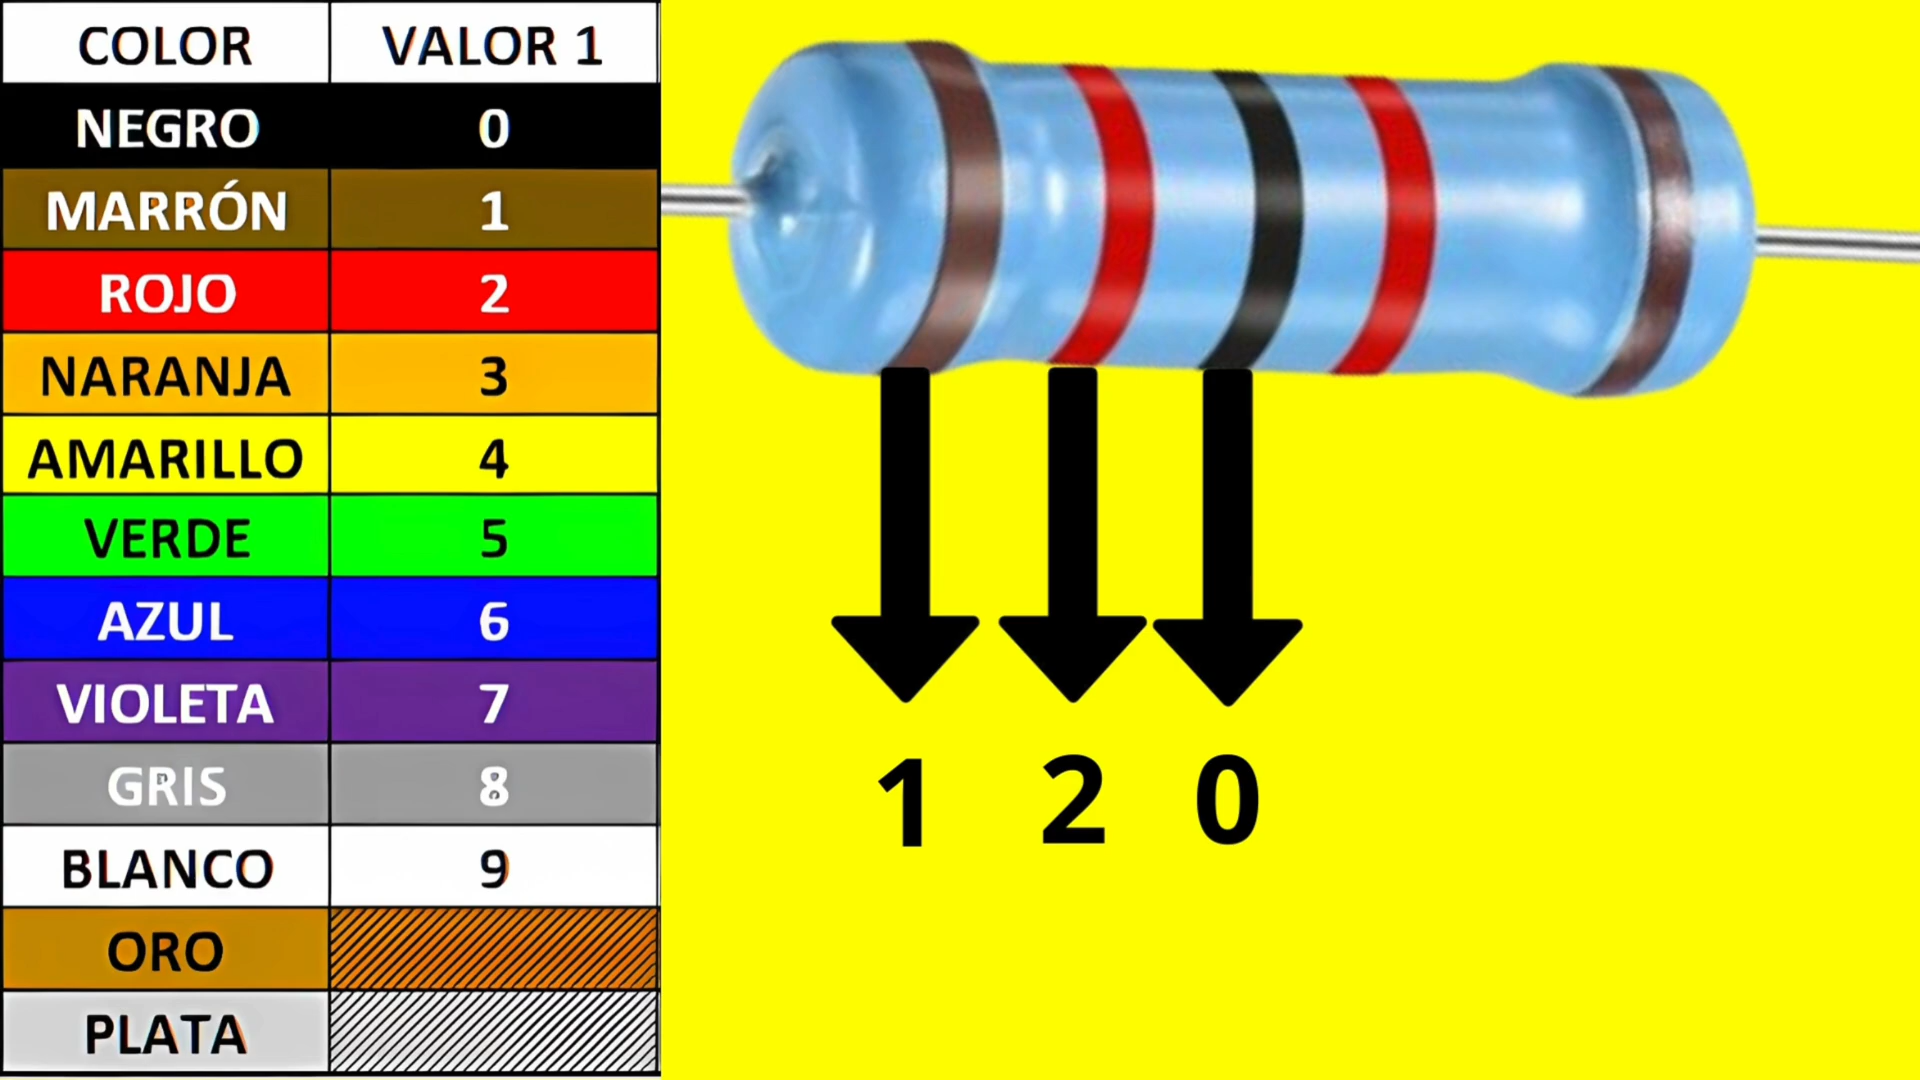 COLOR VALOR 1
NEGRO 0
MARRÓN 1
ROJO 2
NARANJA 3
AMARILLO 4
VERDE 5
AZUL 6
VIOLETA 7
GRIS 8
BLANCO 9
ORO
PLATA
1 2 0